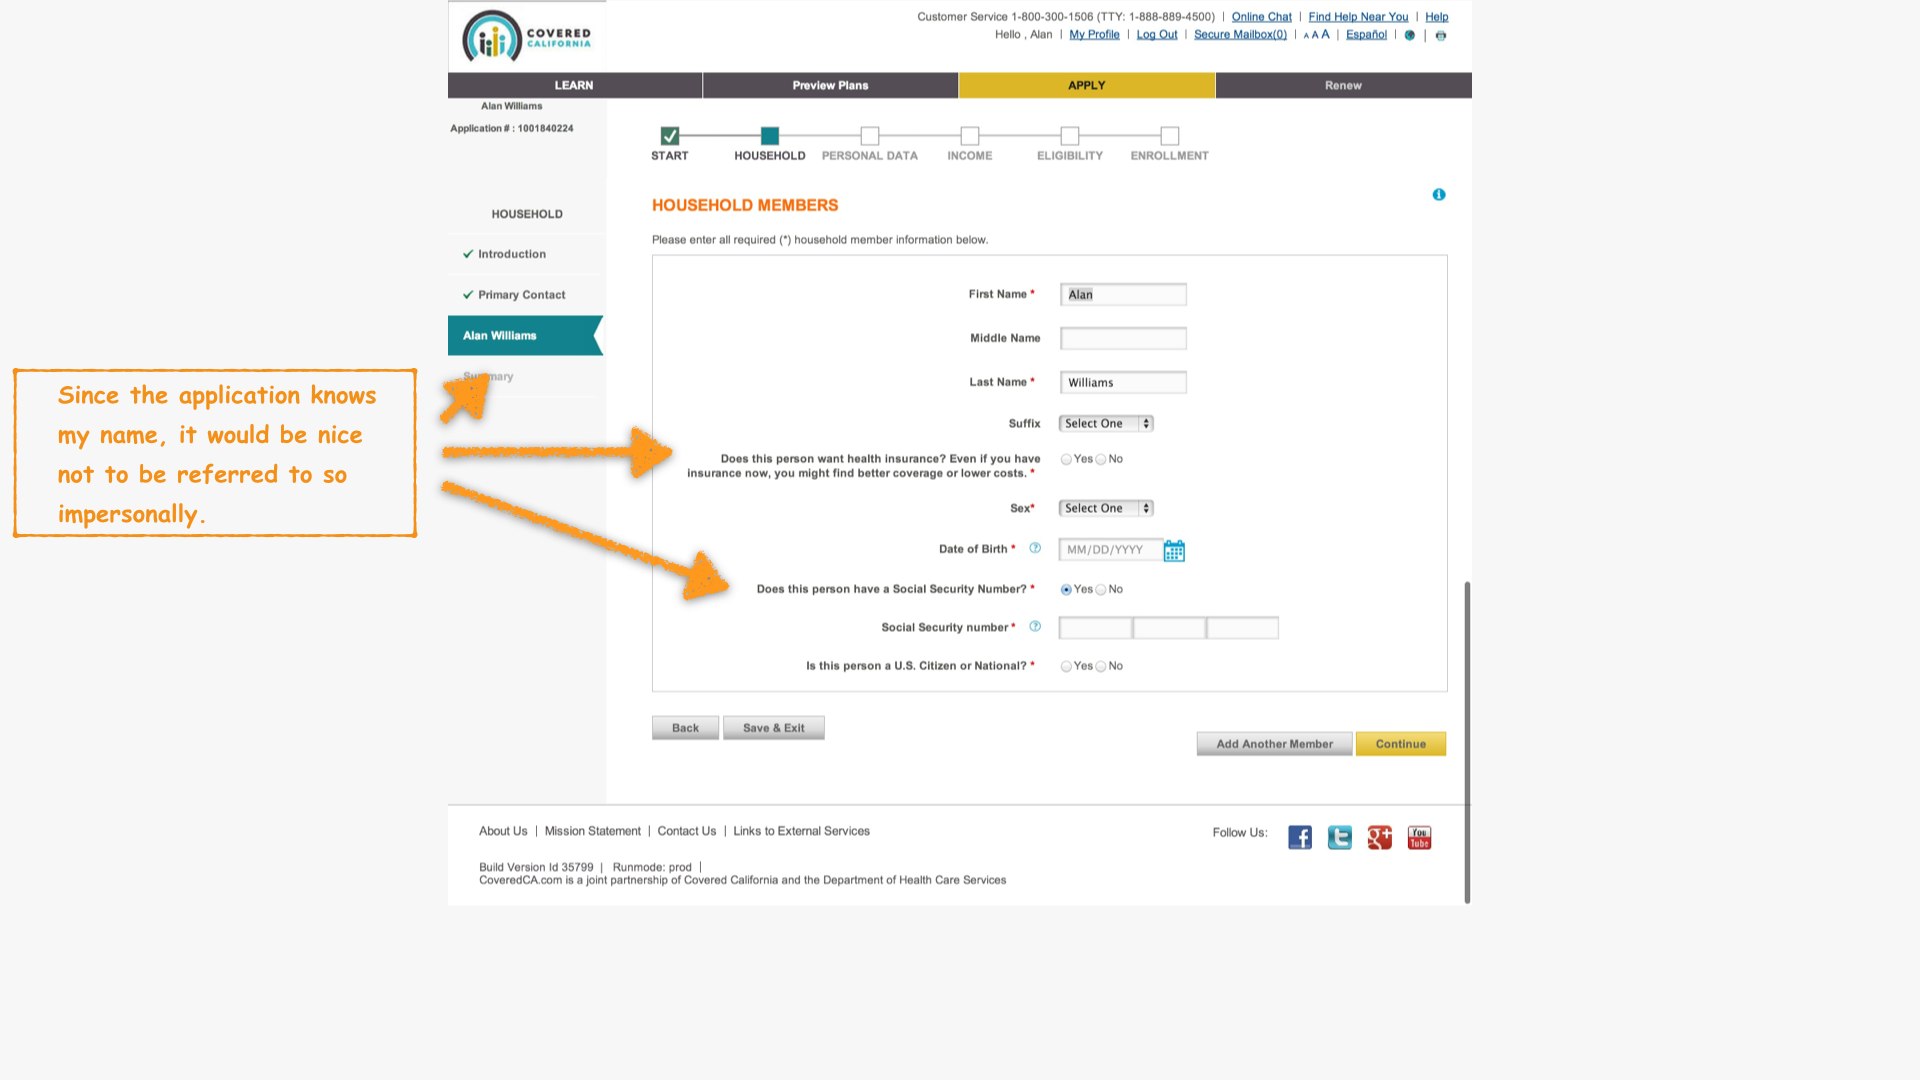 COVERED
CALIFORNIA
Customer Service 1-800-300-1506 (TTY: 1-888-889-4500) | Online Chat | Find Help Near You | Help
Hello , Alan | My Profile | Log Out | Secure Mailbox(0) | A A A | Español | |
LEARN Preview Plans APPLY Renew
Alan Williams
Application # : 1001840224
START HOUSEHOLD PERSONAL DATA INCOME ELIGIBILITY ENROLLMENT
HOUSEHOLD
Introduction
Primary Contact
Alan Williams
Summary
Since the application knows
my name, it would be nice
not to be referred to so
impersonally.
HOUSEHOLD MEMBERS
Please enter all required (*) household member information below.
First Name * Alan
Middle Name
Last Name * Williams
Suffix Select One
Does this person want health insurance? Even if you have
insurance now, you might find better coverage or lower costs. * Yes No
Sex* Select One
Date of Birth * ? MM/DD/YYYY
Does this person have a Social Security Number? * Yes No
Social Security number * ?
Is this person a U.S. Citizen or National? * Yes No
Back Save & Exit
Add Another Member Continue
About Us | Mission Statement | Contact Us | Links to External Services
Follow Us: f t g+ You Tube
Build Version Id 35799 | Runmode: prod |
CoveredCA.com is a joint partnership of Covered California and the Department of Health Care Services